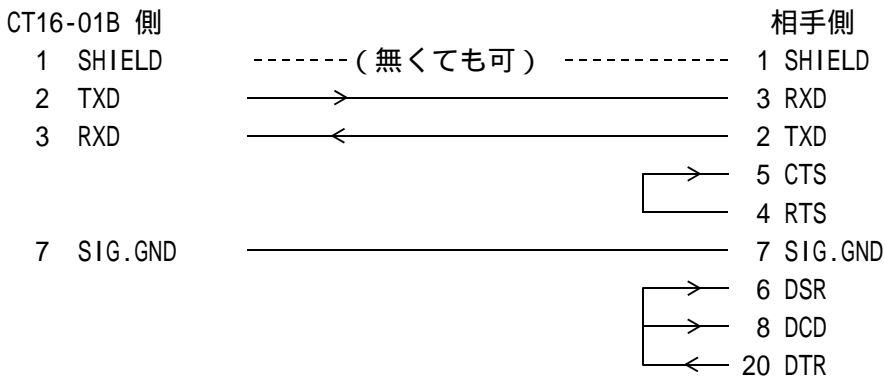 CT16-01B 側 相手側
1 SHIELD (無くても可) 1 SHIELD
2 TXD 3 RXD
3 RXD 2 TXD
5 CTS
4 RTS
7 SIG.GND 7 SIG.GND
6 DSR
8 DCD
20 DTR